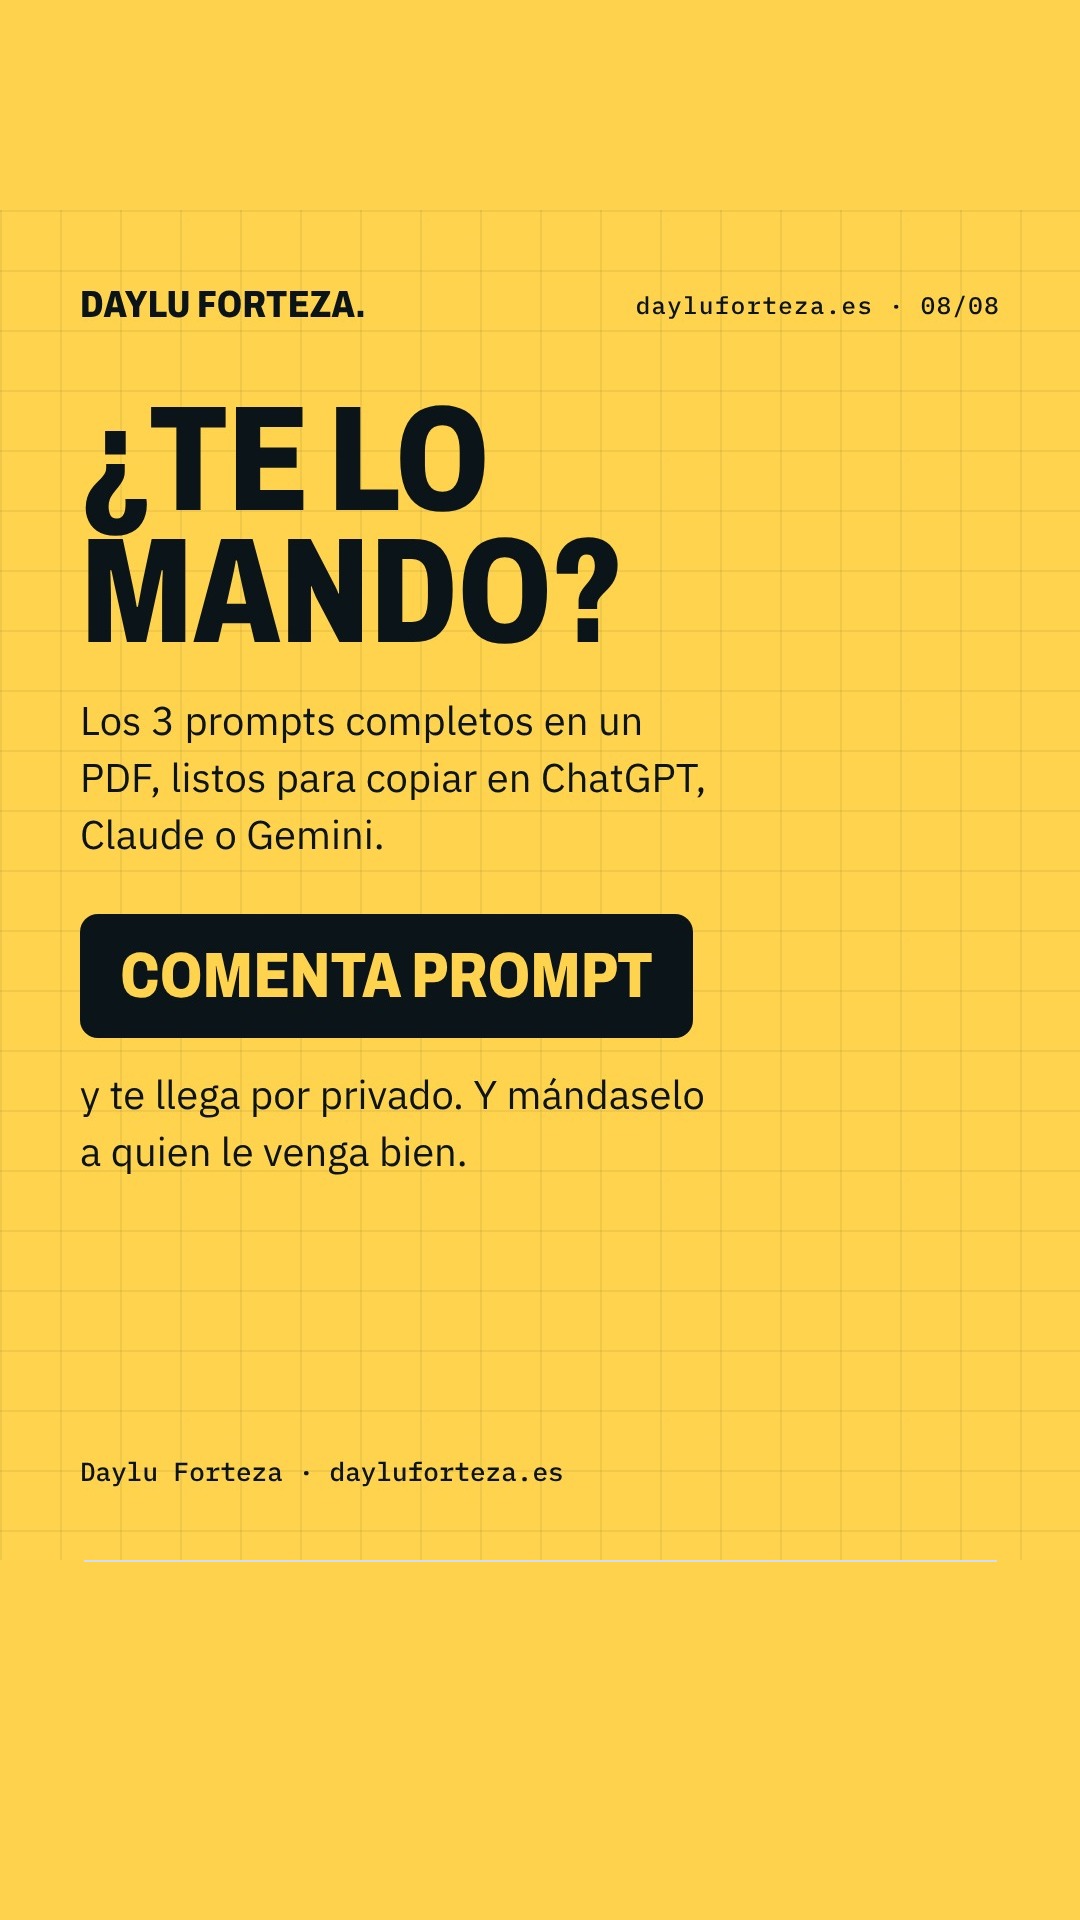 DAYLU FORTEZA.
dayluforteza.es · 08/08
¿TE LO
MANDO?
Los 3 prompts completos en un
PDF, listos para copiar en ChatGPT,
Claude o Gemini.
COMENTA PROMPT
y te llega por privado. Y mándaselo
a quien le venga bien.
Daylu Forteza · dayluforteza.es